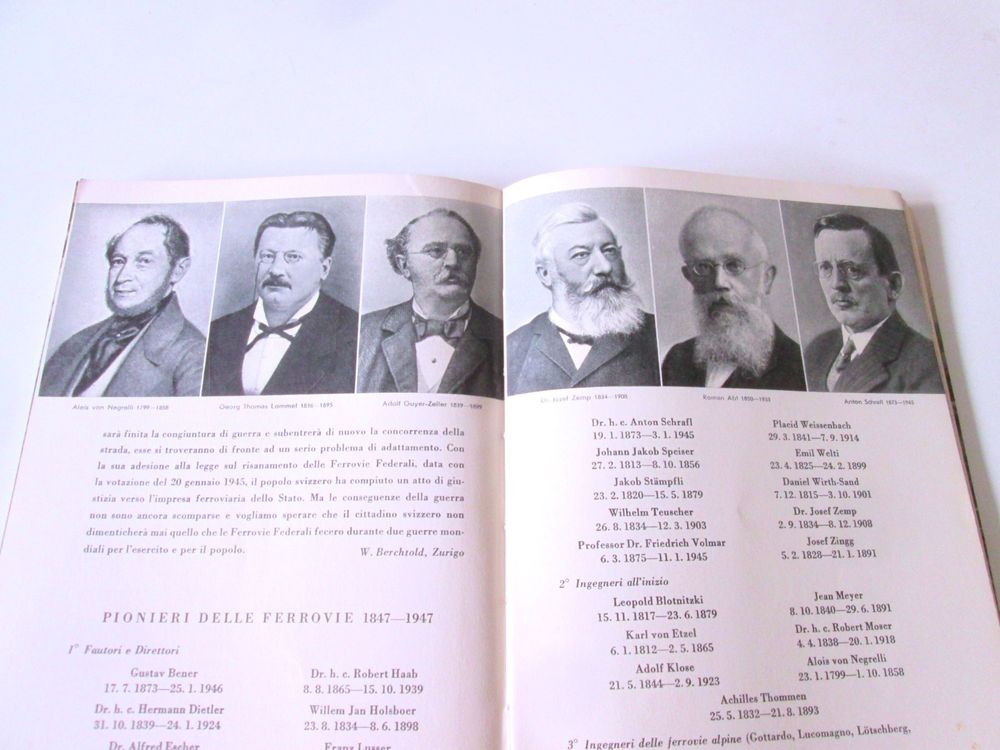 Alois von Negrelli 1799—1858
Georg Thomas Lommel 1816—1895
Adolf Guyer-Zeller 1839—1899
sarà finita la congiuntura di guerra e subentrerà di nuovo la concorrenza della
strada, esse si troveranno di fronte ad un serio problema di adattamento. Con
la sua adesione alla legge sul risanamento delle Ferrovie Federali, data con
la votazione del 20 gennaio 1945, il popolo svizzero ha compiuto un atto di giu-
stizia verso l'impresa ferroviaria dello Stato. Ma le conseguenze della guerra
non sono ancora scomparse e vogliamo sperare che il cittadino svizzero non
dimenticherà mai quello che le Ferrovie Federali fecero durante due guerre mon-
diali per l'esercito e per il popolo.
W. Berchtold, Zurigo
PIONIERI DELLE FERROVIE 1847—1947
1° Fautori e Direttori
Gustav Bener
17. 7. 1873—25. 1. 1946
Dr. h. c. Hermann Dietler
31. 10. 1839—24. 1. 1924
Dr. Alfred Escher
Dr. h. c. Robert Haab
8. 8. 1865—15. 10. 1939
Willem Jan Holsboer
23. 8. 1834—8. 6. 1898
Franz Lusser
Dr. Josef Zemp 1834—1908
Roman Abt 1850—1933
Anton Schrafl 1873—1945
Dr. h. c. Anton Schrafl
19. 1. 1873—3. 1. 1945
Johann Jakob Speiser
27. 2. 1813—8. 10. 1856
Jakob Stämpfli
23. 2. 1820—15. 5. 1879
Wilhelm Teuscher
26. 8. 1834—12. 3. 1903
Professor Dr. Friedrich Volmar
6. 3. 1875—11. 1. 1945
Placid Weissenbach
29. 3. 1841—7. 9. 1914
Emil Welti
23. 4. 1825—24. 2. 1899
Daniel Wirth-Sand
7. 12. 1815—3. 10. 1901
Dr. Josef Zemp
2. 9. 1834—8. 12. 1908
Josef Zingg
5. 2. 1828—21. 1. 1891
2° Ingegneri all'inizio
Leopold Blotnitzki
15. 11. 1817—23. 6. 1879
Karl von Etzel
6. 1. 1812—2. 5. 1865
Adolf Klose
21. 5. 1844—2. 9. 1923
Jean Meyer
8. 10. 1840—29. 6. 1891
Dr. h. c. Robert Moser
4. 4. 1838—20. 1. 1918
Alois von Negrelli
23. 1. 1799—1. 10. 1858
Achilles Thommen
25. 5. 1832—21. 8. 1893
3° Ingegneri delle ferrovie alpine (Gottardo, Lucomagno, Lötschberg,